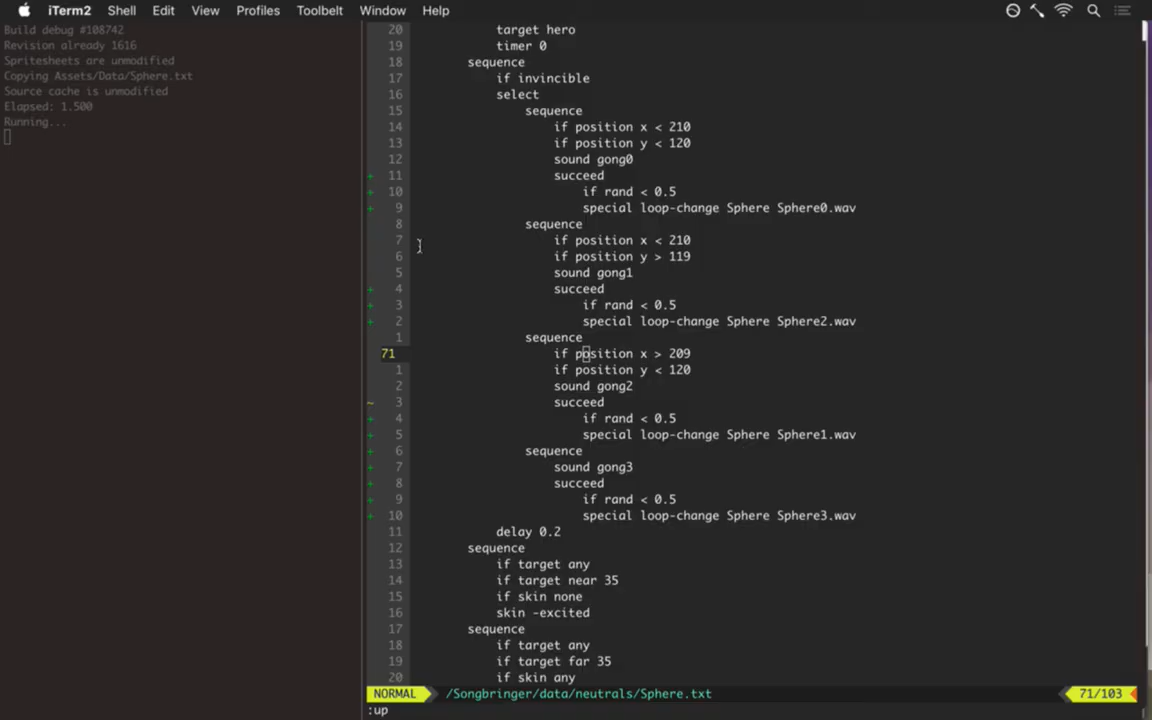 iTerm2 Shell Edit View Profiles Toolbelt Window Help
Build debug #108742
Revision already 1616
Spritesheets are unmodified
Copying Assets/Data/Sphere.txt
Source cache is unmodified
Elapsed: 1.500
Running...
20 target hero
19 timer 0
18 sequence
17 if invincible
16 select
15 sequence
14 if position x < 210
13 if position y < 120
12 sound gong0
+ 11 succeed
+ 10 if rand < 0.5
+ 9 special loop-change Sphere Sphere0.wav
8 sequence
7 if position x < 210
6 if position y > 119
5 sound gong1
+ 4 succeed
+ 3 if rand < 0.5
+ 2 special loop-change Sphere Sphere2.wav
1 sequence
71 if position x > 209
1 if position y < 120
2 sound gong2
~ 3 succeed
+ 4 if rand < 0.5
+ 5 special loop-change Sphere Sphere1.wav
+ 6 sequence
+ 7 sound gong3
+ 8 succeed
+ 9 if rand < 0.5
+ 10 special loop-change Sphere Sphere3.wav
11 delay 0.2
12 sequence
13 if target any
14 if target near 35
15 if skin none
16 skin -excited
17 sequence
18 if target any
19 if target far 35
20 if skin any
NORMAL /Songbringer/data/neutrals/Sphere.txt 71/103
:up